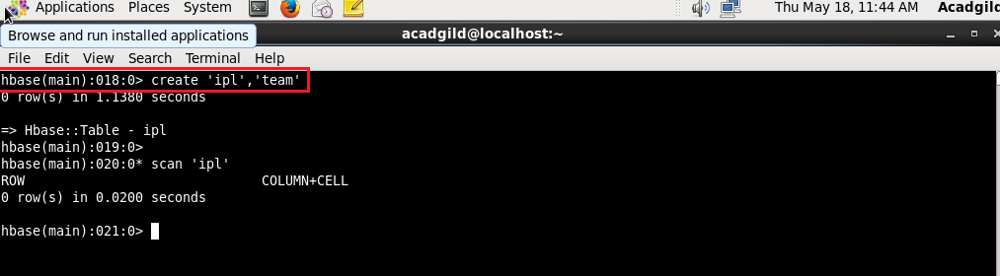 Applications Places System Thu May 18, 11:44 AM Acadgild
Browse and run installed applications
acadgild@localhost:~
File Edit View Search Terminal Help
hbase(main):018:0> create 'ipl','team'
0 row(s) in 1.1380 seconds
=> Hbase::Table - ipl
hbase(main):019:0>
hbase(main):020:0* scan 'ipl'
ROW COLUMN+CELL
0 row(s) in 0.0200 seconds
hbase(main):021:0>